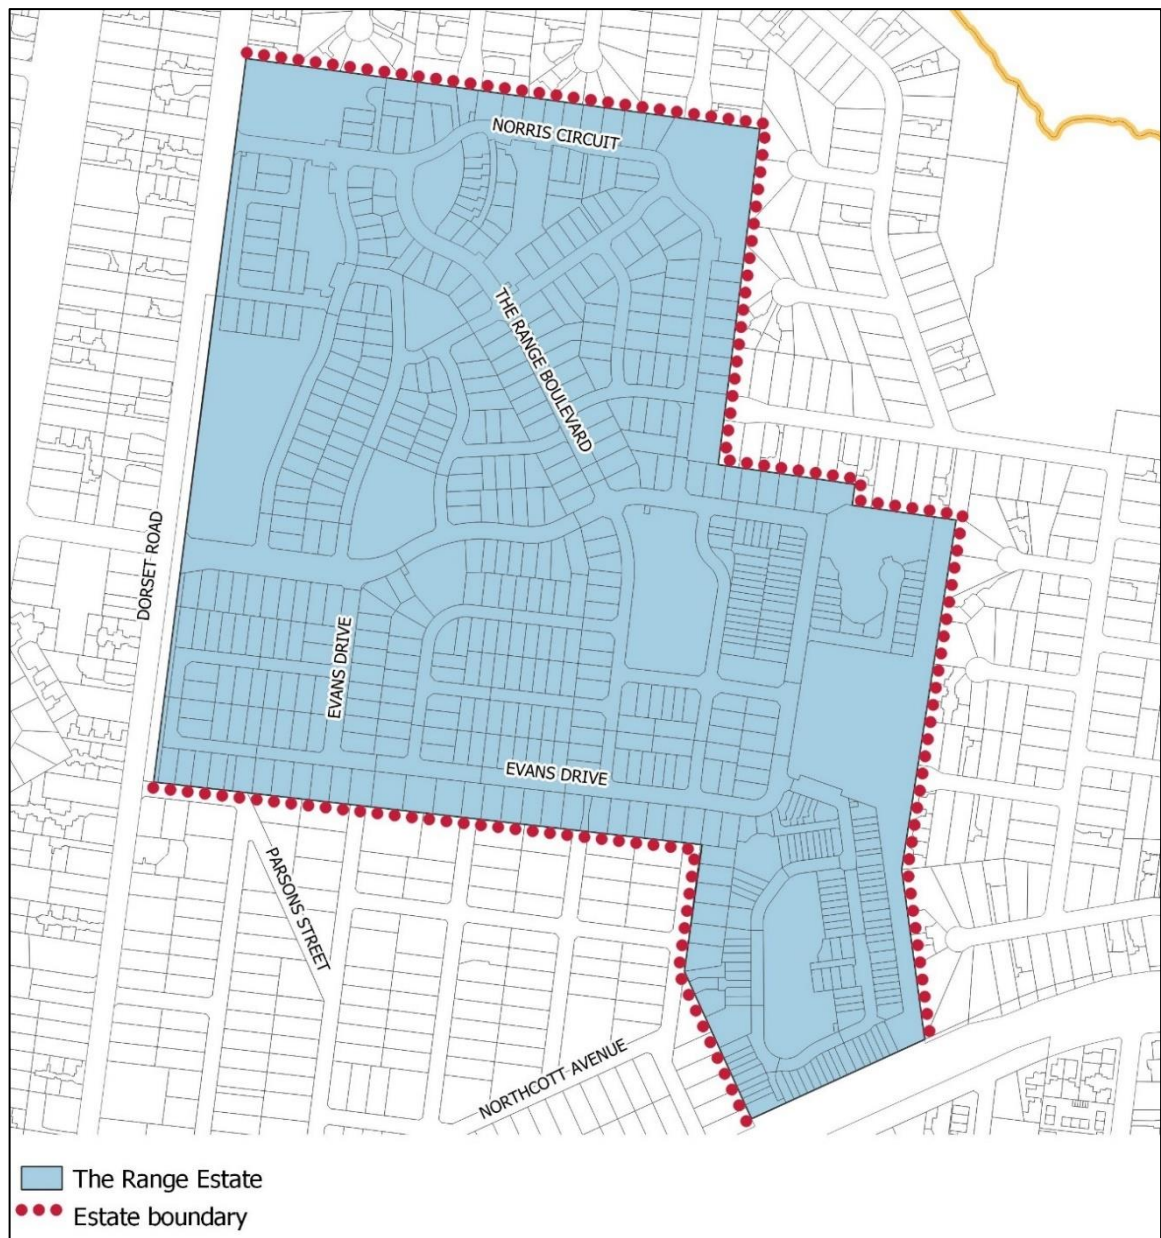 NORRIS CIRCUIT
THE RANGE BOULEVARD
DORSET ROAD
EVANS DRIVE
EVANS DRIVE
PARSONS STREET
NORTHCOTT AVENUE
The Range Estate
Estate boundary